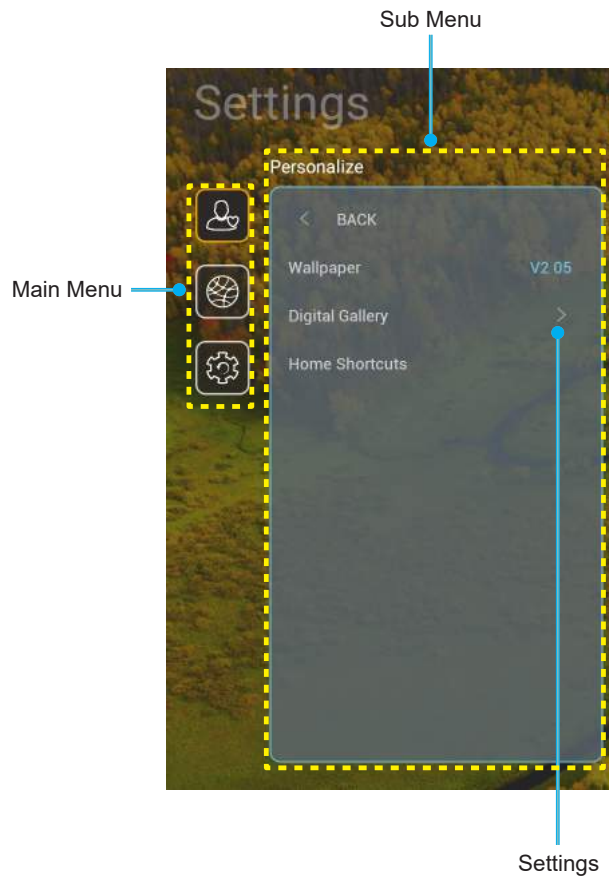 Sub Menu
Settings
Personalize
< BACK
Wallpaper V2 05
Digital Gallery >
Main Menu
Home Shortcuts
Settings